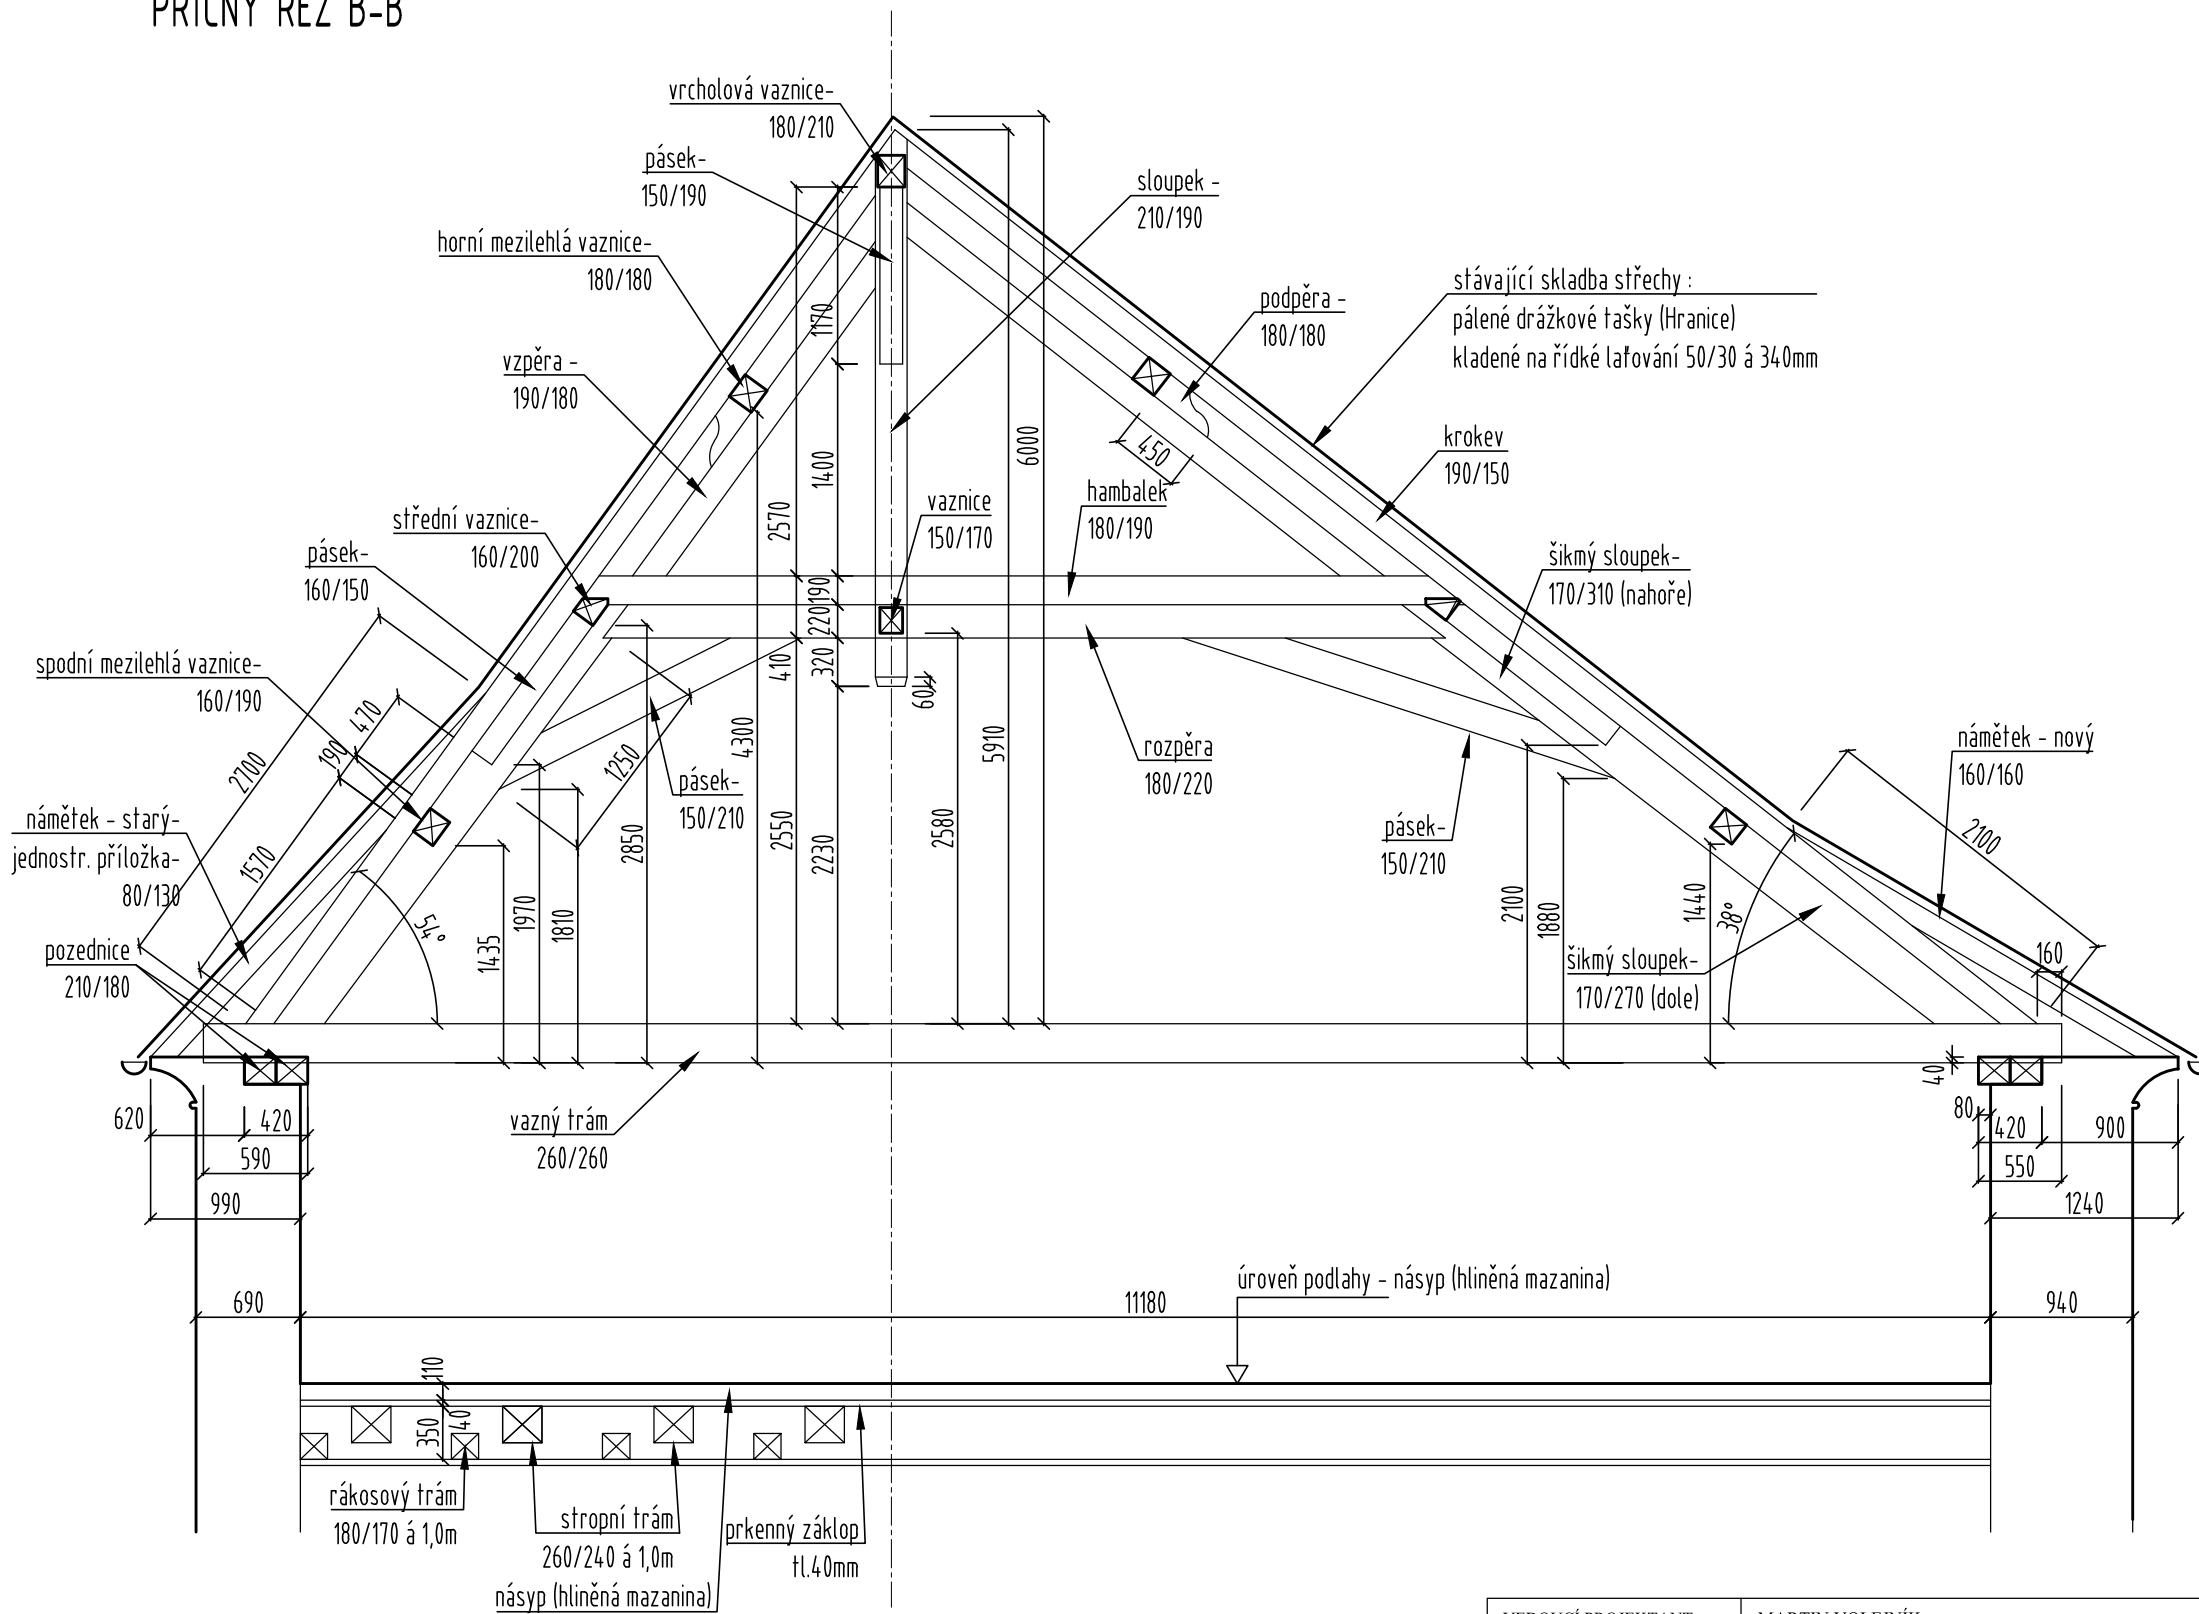 PŘÍČNÝ ŘEZ B-B
vrcholová vaznice-
180/210
pásek-
150/190
sloupek -
210/190
horní mezilehlá vaznice-
180/180
stávající skladba střechy :
pálené drážkové tašky (Hranice)
kladené na řídké laťování 50/30 á 340mm
podpěra -
180/180
vzpěra -
190/180
krokev
190/150
hambalek
180/190
vaznice
150/170
střední vaznice-
160/200
pásek-
160/150
šikmý sloupek-
170/310 (nahoře)
spodní mezilehlá vaznice-
160/190
rozpěra
180/220
pásek-
150/210
námětek - nový
160/160
pásek-
150/210
námětek - starý-
jednostr. příložka-
80/130
pozednice
210/180
šikmý sloupek-
170/270 (dole)
vazný trám
260/260
1170
1400
2570
190
220
320
410
60
6000
5910
450
4300
2850
2550
2230
2580
1250
2700
470
190
1570
54°
1435
1970
1810
2100
1880
1440
38°
2100
160
40
620
420
590
990
80
420
900
550
1240
úroveň podlahy - násyp (hliněná mazanina)
690
11180
940
110
350
40
rákosový trám
180/170 á 1,0m
stropní trám
260/240 á 1,0m
prkenný záklop
tl.40mm
násyp (hliněná mazanina)